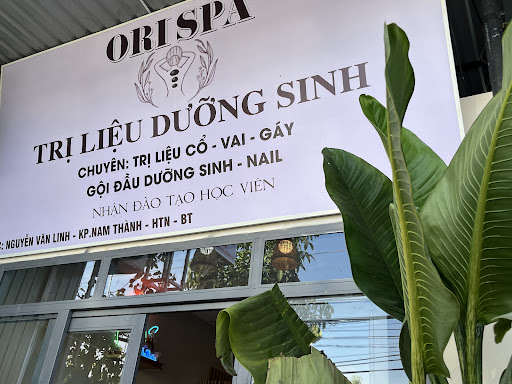 ORI SPA
TRỊ LIỆU DƯỠNG SINH
CHUYÊN: TRỊ LIỆU CỔ - VAI - GÁY
GỘI ĐẦU DƯỠNG SINH - NAIL
NHẬN ĐÀO TẠO HỌC VIÊN
C: NGUYỄN VĂN LINH - KP.NAM THÀNH - HTN - BT